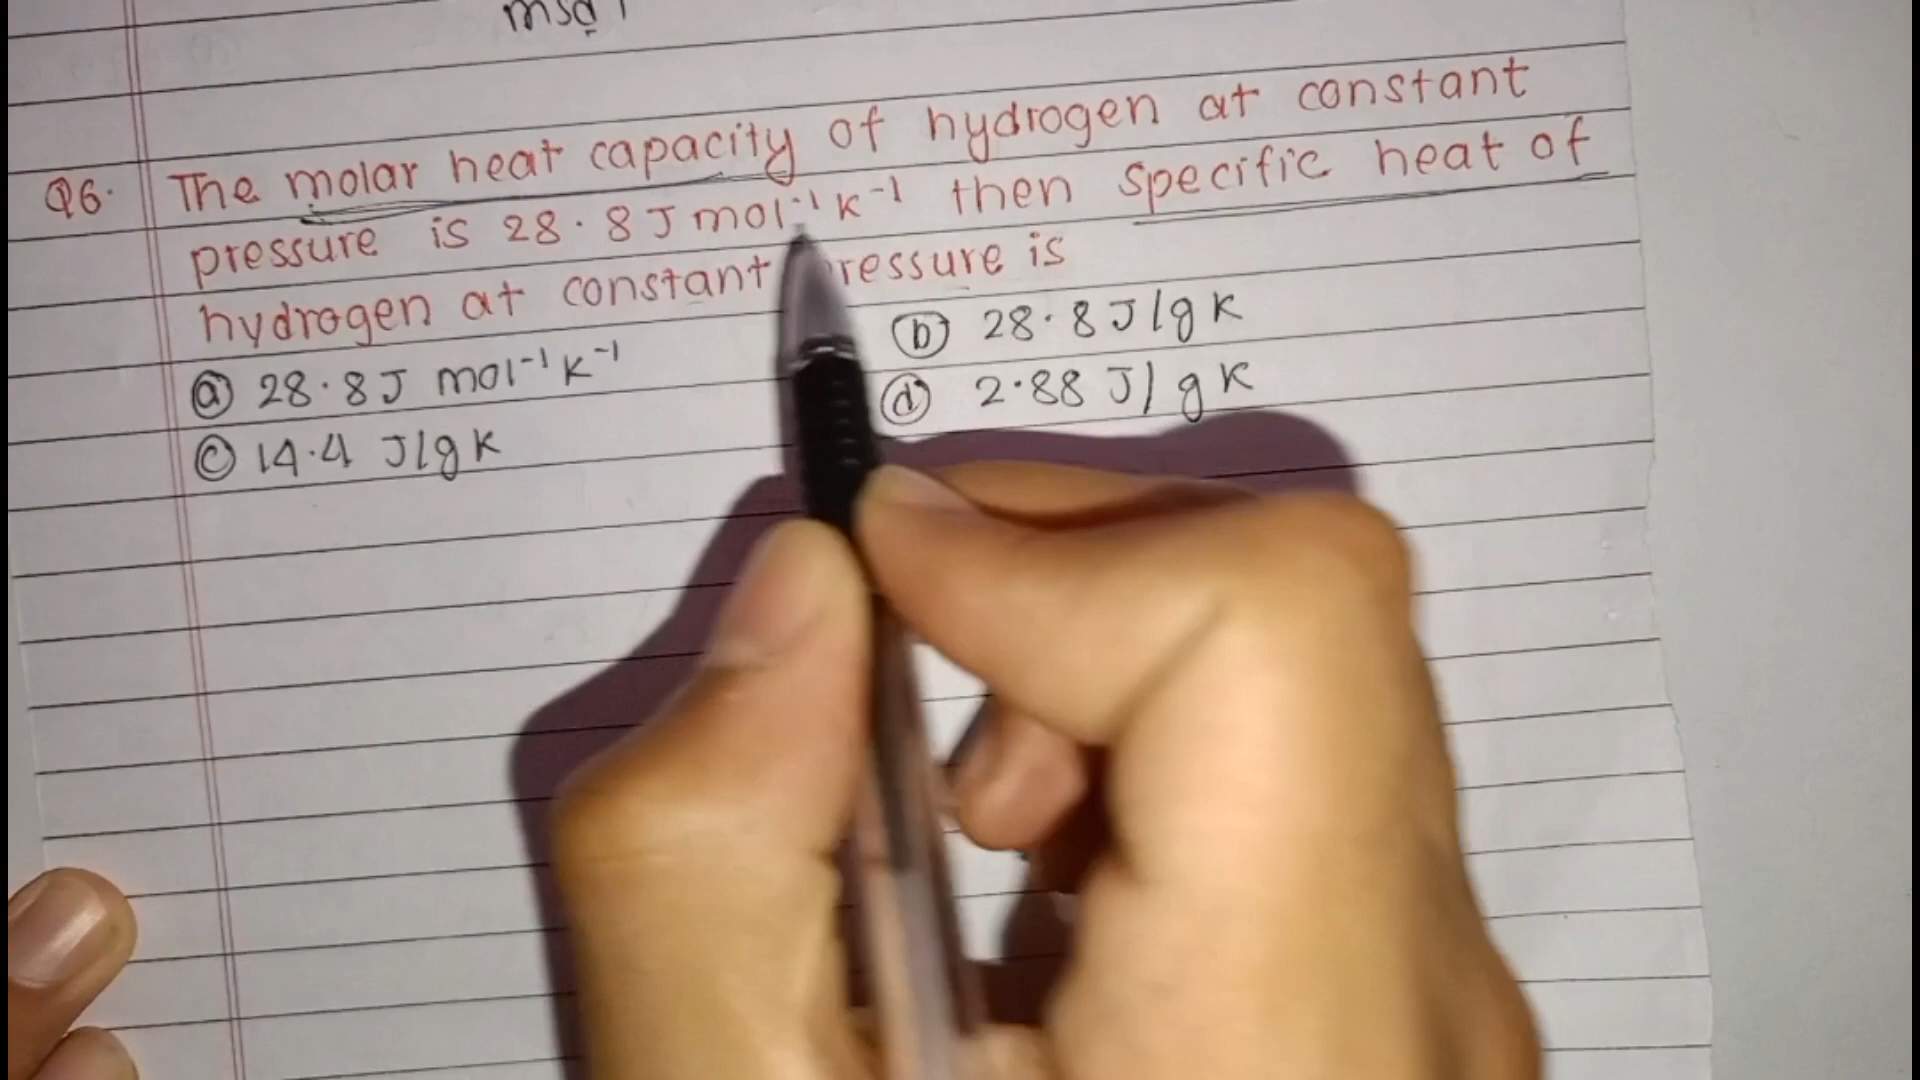 Q6. The molar heat capacity of hydrogen at constant
pressure is 28.8 J mol⁻¹ K⁻¹ then specific heat of
hydrogen at constant pressure is
ⓐ 28.8 J mol⁻¹ K⁻¹ ⓑ 28.8 J/g K
ⓒ 14.4 J/g K ⓓ 2.88 J/g K